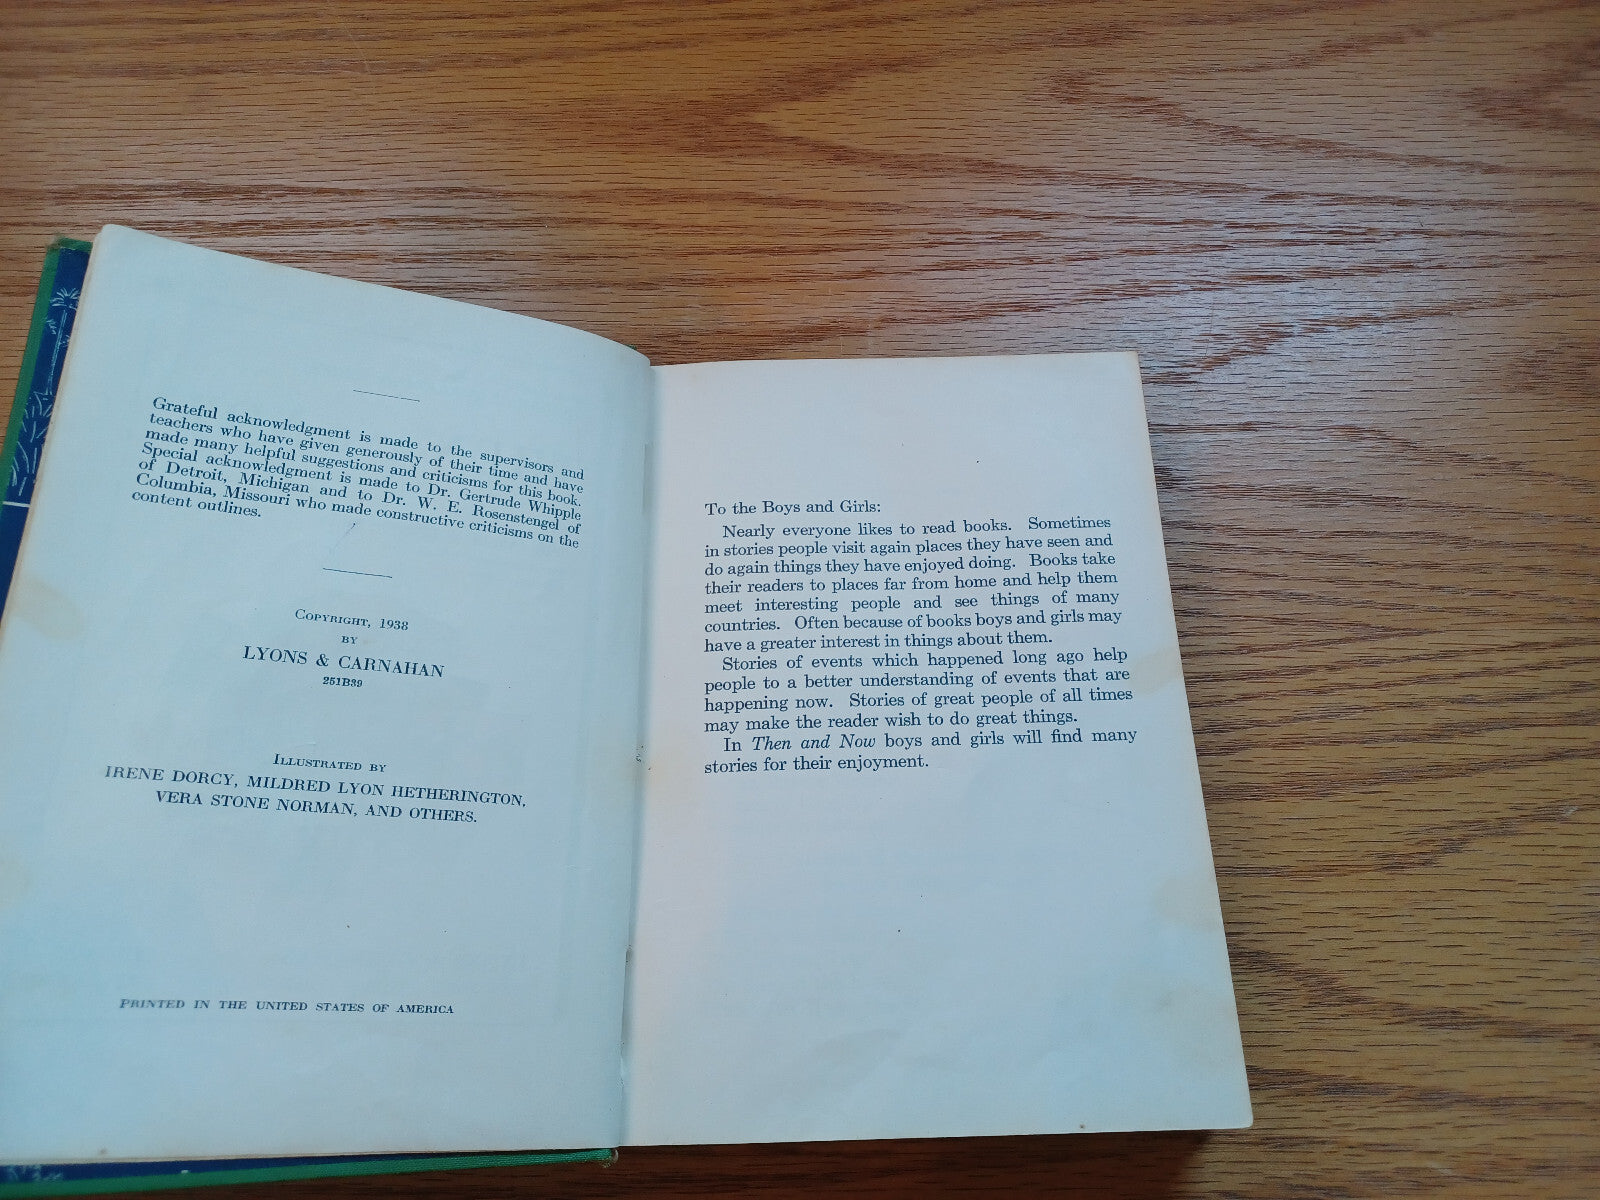 Grateful acknowledgment is made to the supervisors and
teachers who have given generously of their time and have
made many helpful suggestions and criticisms for this book.
Special acknowledgment is made to Dr. Gertrude Whipple
of Detroit, Michigan and to Dr. W. E. Rosenstengel of
Columbia, Missouri who made constructive criticisms on the
content outlines.
COPYRIGHT, 1938
BY
LYONS & CARNAHAN
251B39
ILLUSTRATED BY
IRENE DORCY, MILDRED LYON HETHERINGTON,
VERA STONE NORMAN, AND OTHERS.
PRINTED IN THE UNITED STATES OF AMERICA
To the Boys and Girls:
Nearly everyone likes to read books. Sometimes
in stories people visit again places they have seen and
do again things they have enjoyed doing. Books take
their readers to places far from home and help them
meet interesting people and see things of many
countries. Often because of books boys and girls may
have a greater interest in things about them.
Stories of events which happened long ago help
people to a better understanding of events that are
happening now. Stories of great people of all times
may make the reader wish to do great things.
In Then and Now boys and girls will find many
stories for their enjoyment.